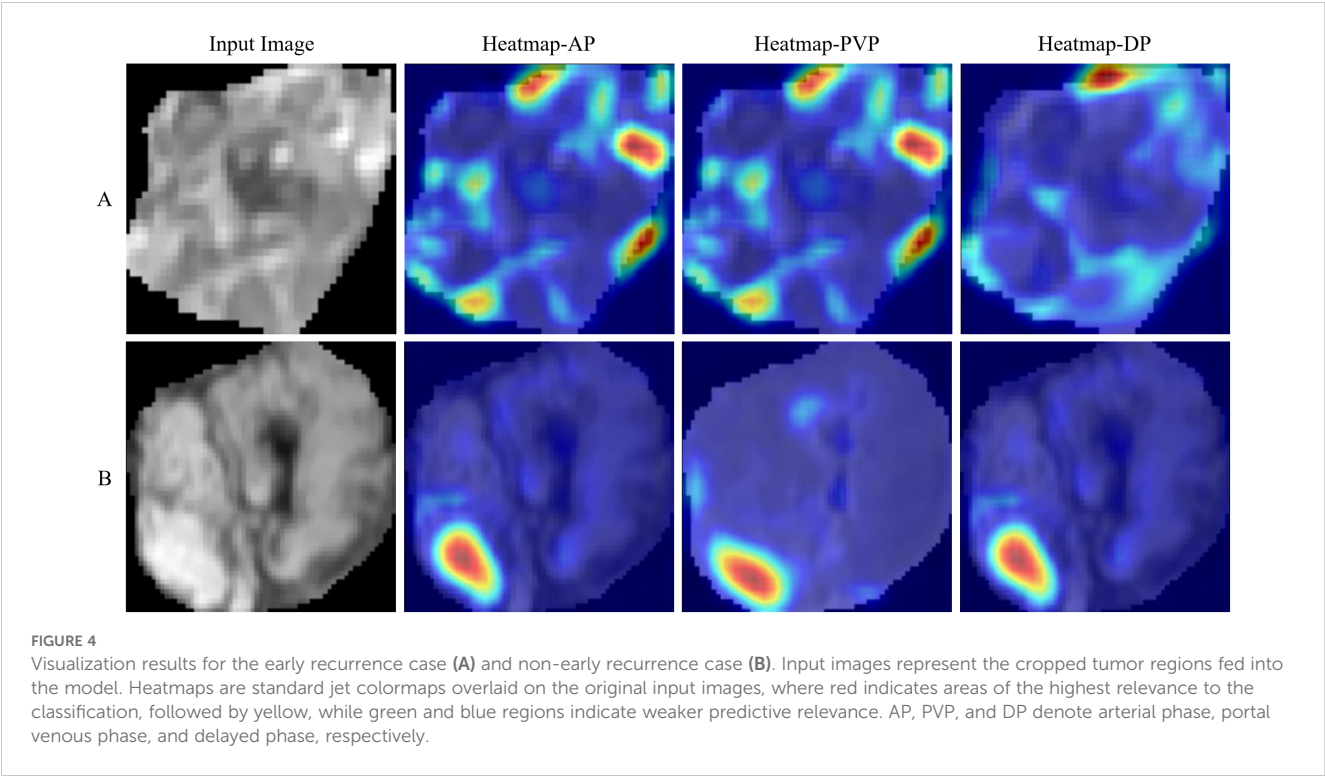 Input Image Heatmap-AP Heatmap-PVP Heatmap-DP
A
B
FIGURE 4
Visualization results for the early recurrence case (A) and non-early recurrence case (B). Input images represent the cropped tumor regions fed into
the model. Heatmaps are standard jet colormaps overlaid on the original input images, where red indicates areas of the highest relevance to the
classification, followed by yellow, while green and blue regions indicate weaker predictive relevance. AP, PVP, and DP denote arterial phase, portal
venous phase, and delayed phase, respectively.